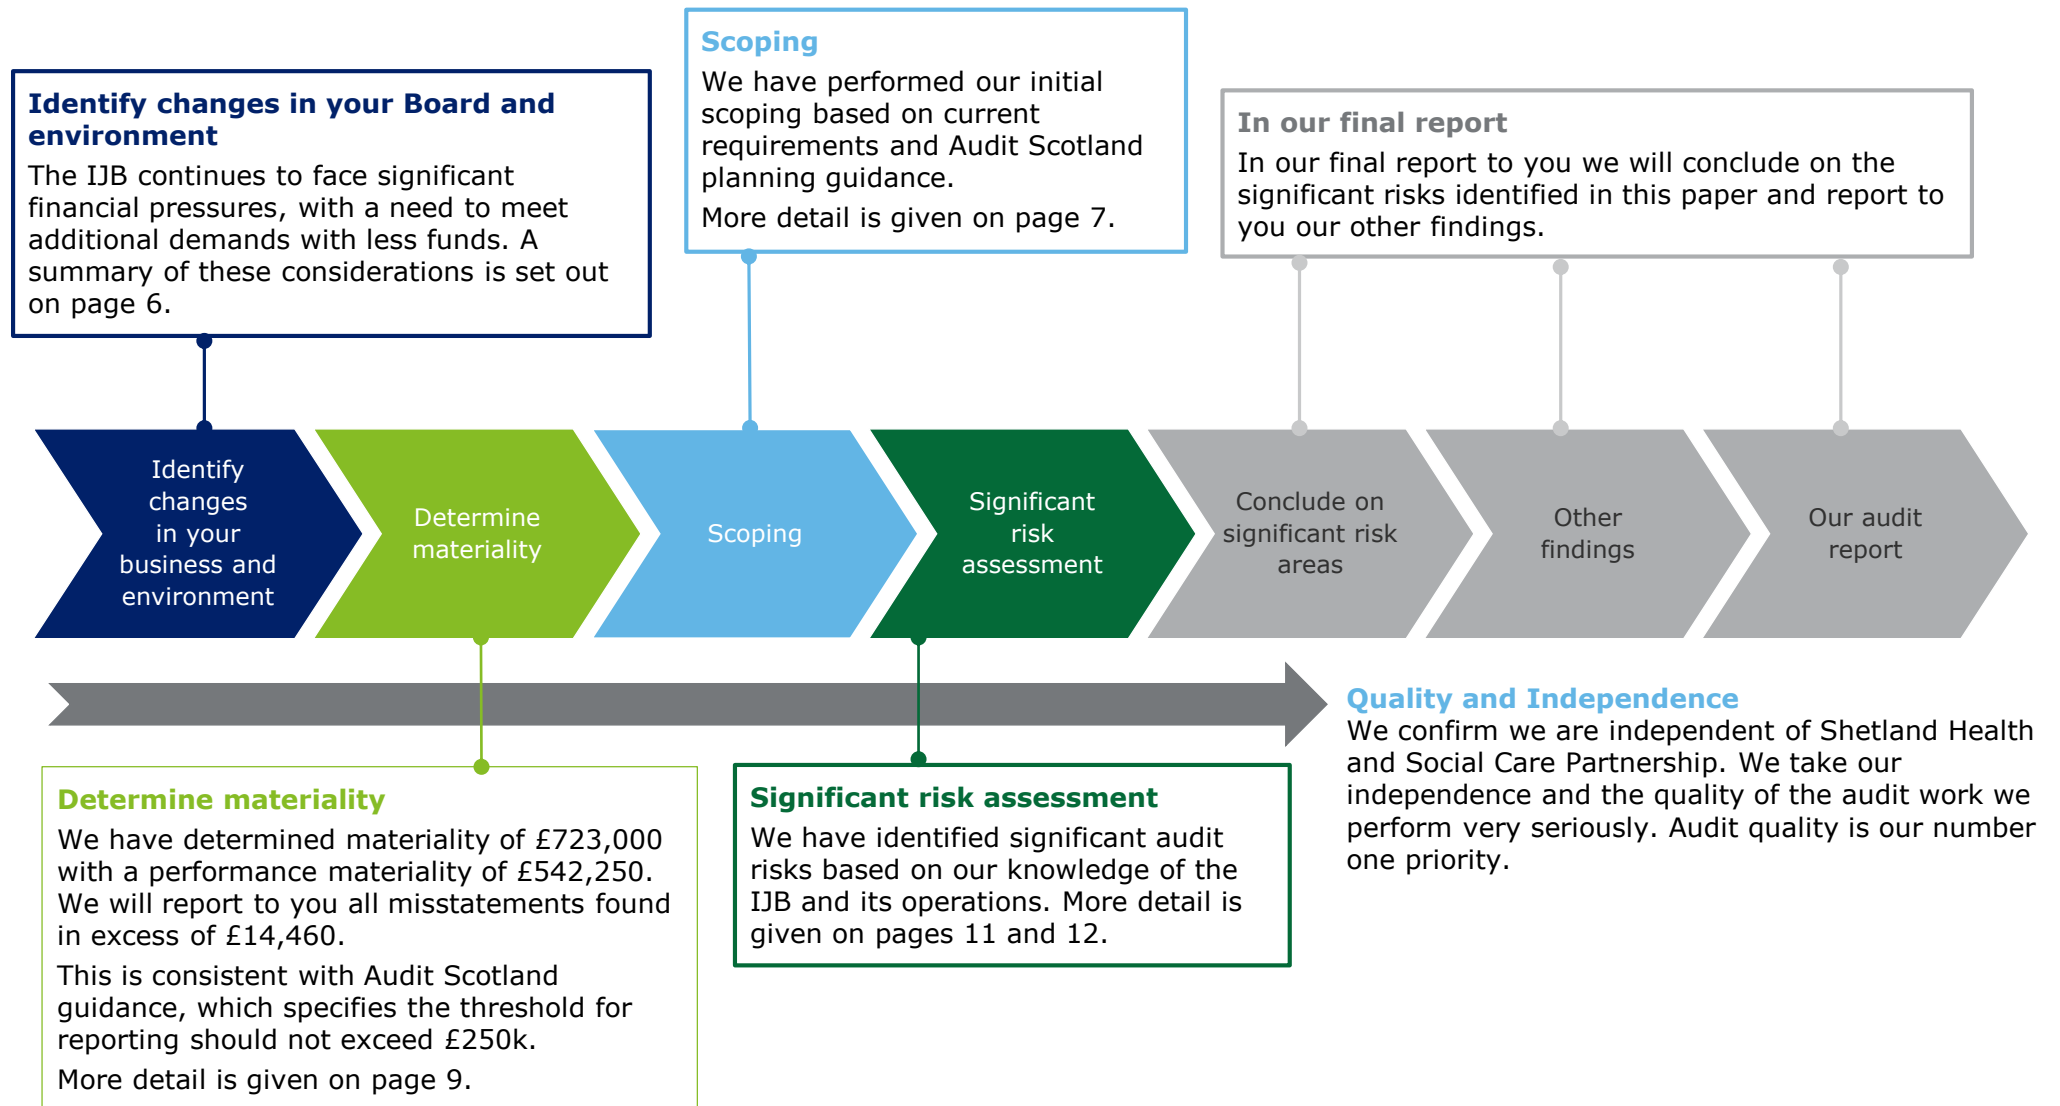 Scoping
We have performed our initial
scoping based on current
requirements and Audit Scotland
planning guidance.
More detail is given on page 7.
Identify changes in your Board and
environment
The IJB continues to face significant
financial pressures, with a need to meet
additional demands with less funds. A
summary of these considerations is set out
on page 6.
In our final report
In our final report to you we will conclude on the
significant risks identified in this paper and report to
you our other findings.
Identify
changes
in your
business and
environment
Determine
materiality
Scoping
Significant
risk
assessment
Conclude on
significant risk
areas
Other
findings
Our audit
report
Determine materiality
We have determined materiality of £723,000
with a performance materiality of £542,250.
We will report to you all misstatements found
in excess of £14,460.
This is consistent with Audit Scotland
guidance, which specifies the threshold for
reporting should not exceed £250k.
More detail is given on page 9.
Significant risk assessment
We have identified significant audit
risks based on our knowledge of the
IJB and its operations. More detail is
given on pages 11 and 12.
Quality and Independence
We confirm we are independent of Shetland Health
and Social Care Partnership. We take our
independence and the quality of the audit work we
perform very seriously. Audit quality is our number
one priority.